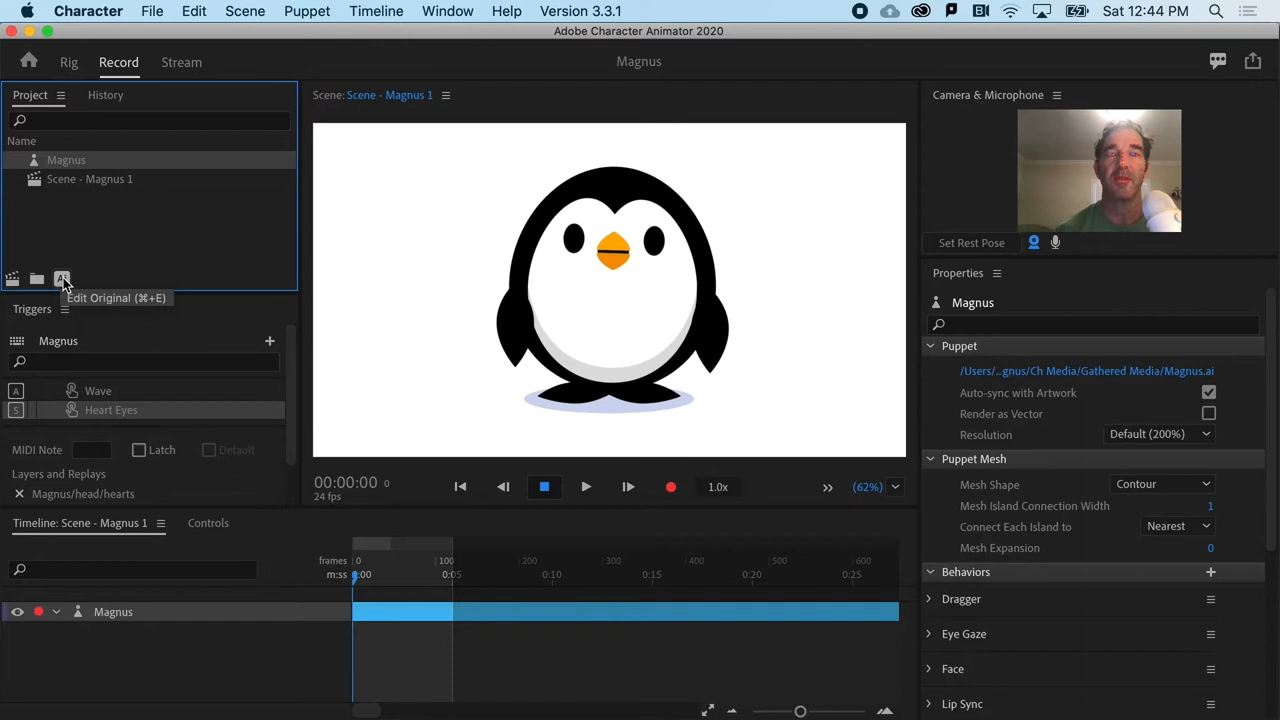 Character File Edit Scene Puppet Timeline Window Help Version 3.3.1 Sat 12:44 PM
Adobe Character Animator 2020
Rig Record Stream Magnus
Project History
Name
Magnus
Scene - Magnus 1
Edit Original (⌘+E)
Triggers
Magnus
A Wave
S Heart Eyes
MIDI Note Latch Default
Layers and Replays
Magnus/head/hearts
Scene: Scene - Magnus 1
00:00:00 0
24 fps
1.0x (62%)
Camera & Microphone
Set Rest Pose
Properties
Magnus
Puppet
/Users/...gnus/Ch Media/Gathered Media/Magnus.ai
Auto-sync with Artwork
Render as Vector
Resolution Default (200%)
Puppet Mesh
Mesh Shape Contour
Mesh Island Connection Width 1
Connect Each Island to Nearest
Mesh Expansion 0
Behaviors
Dragger
Eye Gaze
Face
Lip Sync
Timeline: Scene - Magnus 1 Controls
frames 0 100 200 300 400 500 600
m:ss 0:00 0:05 0:10 0:15 0:20 0:25
Magnus